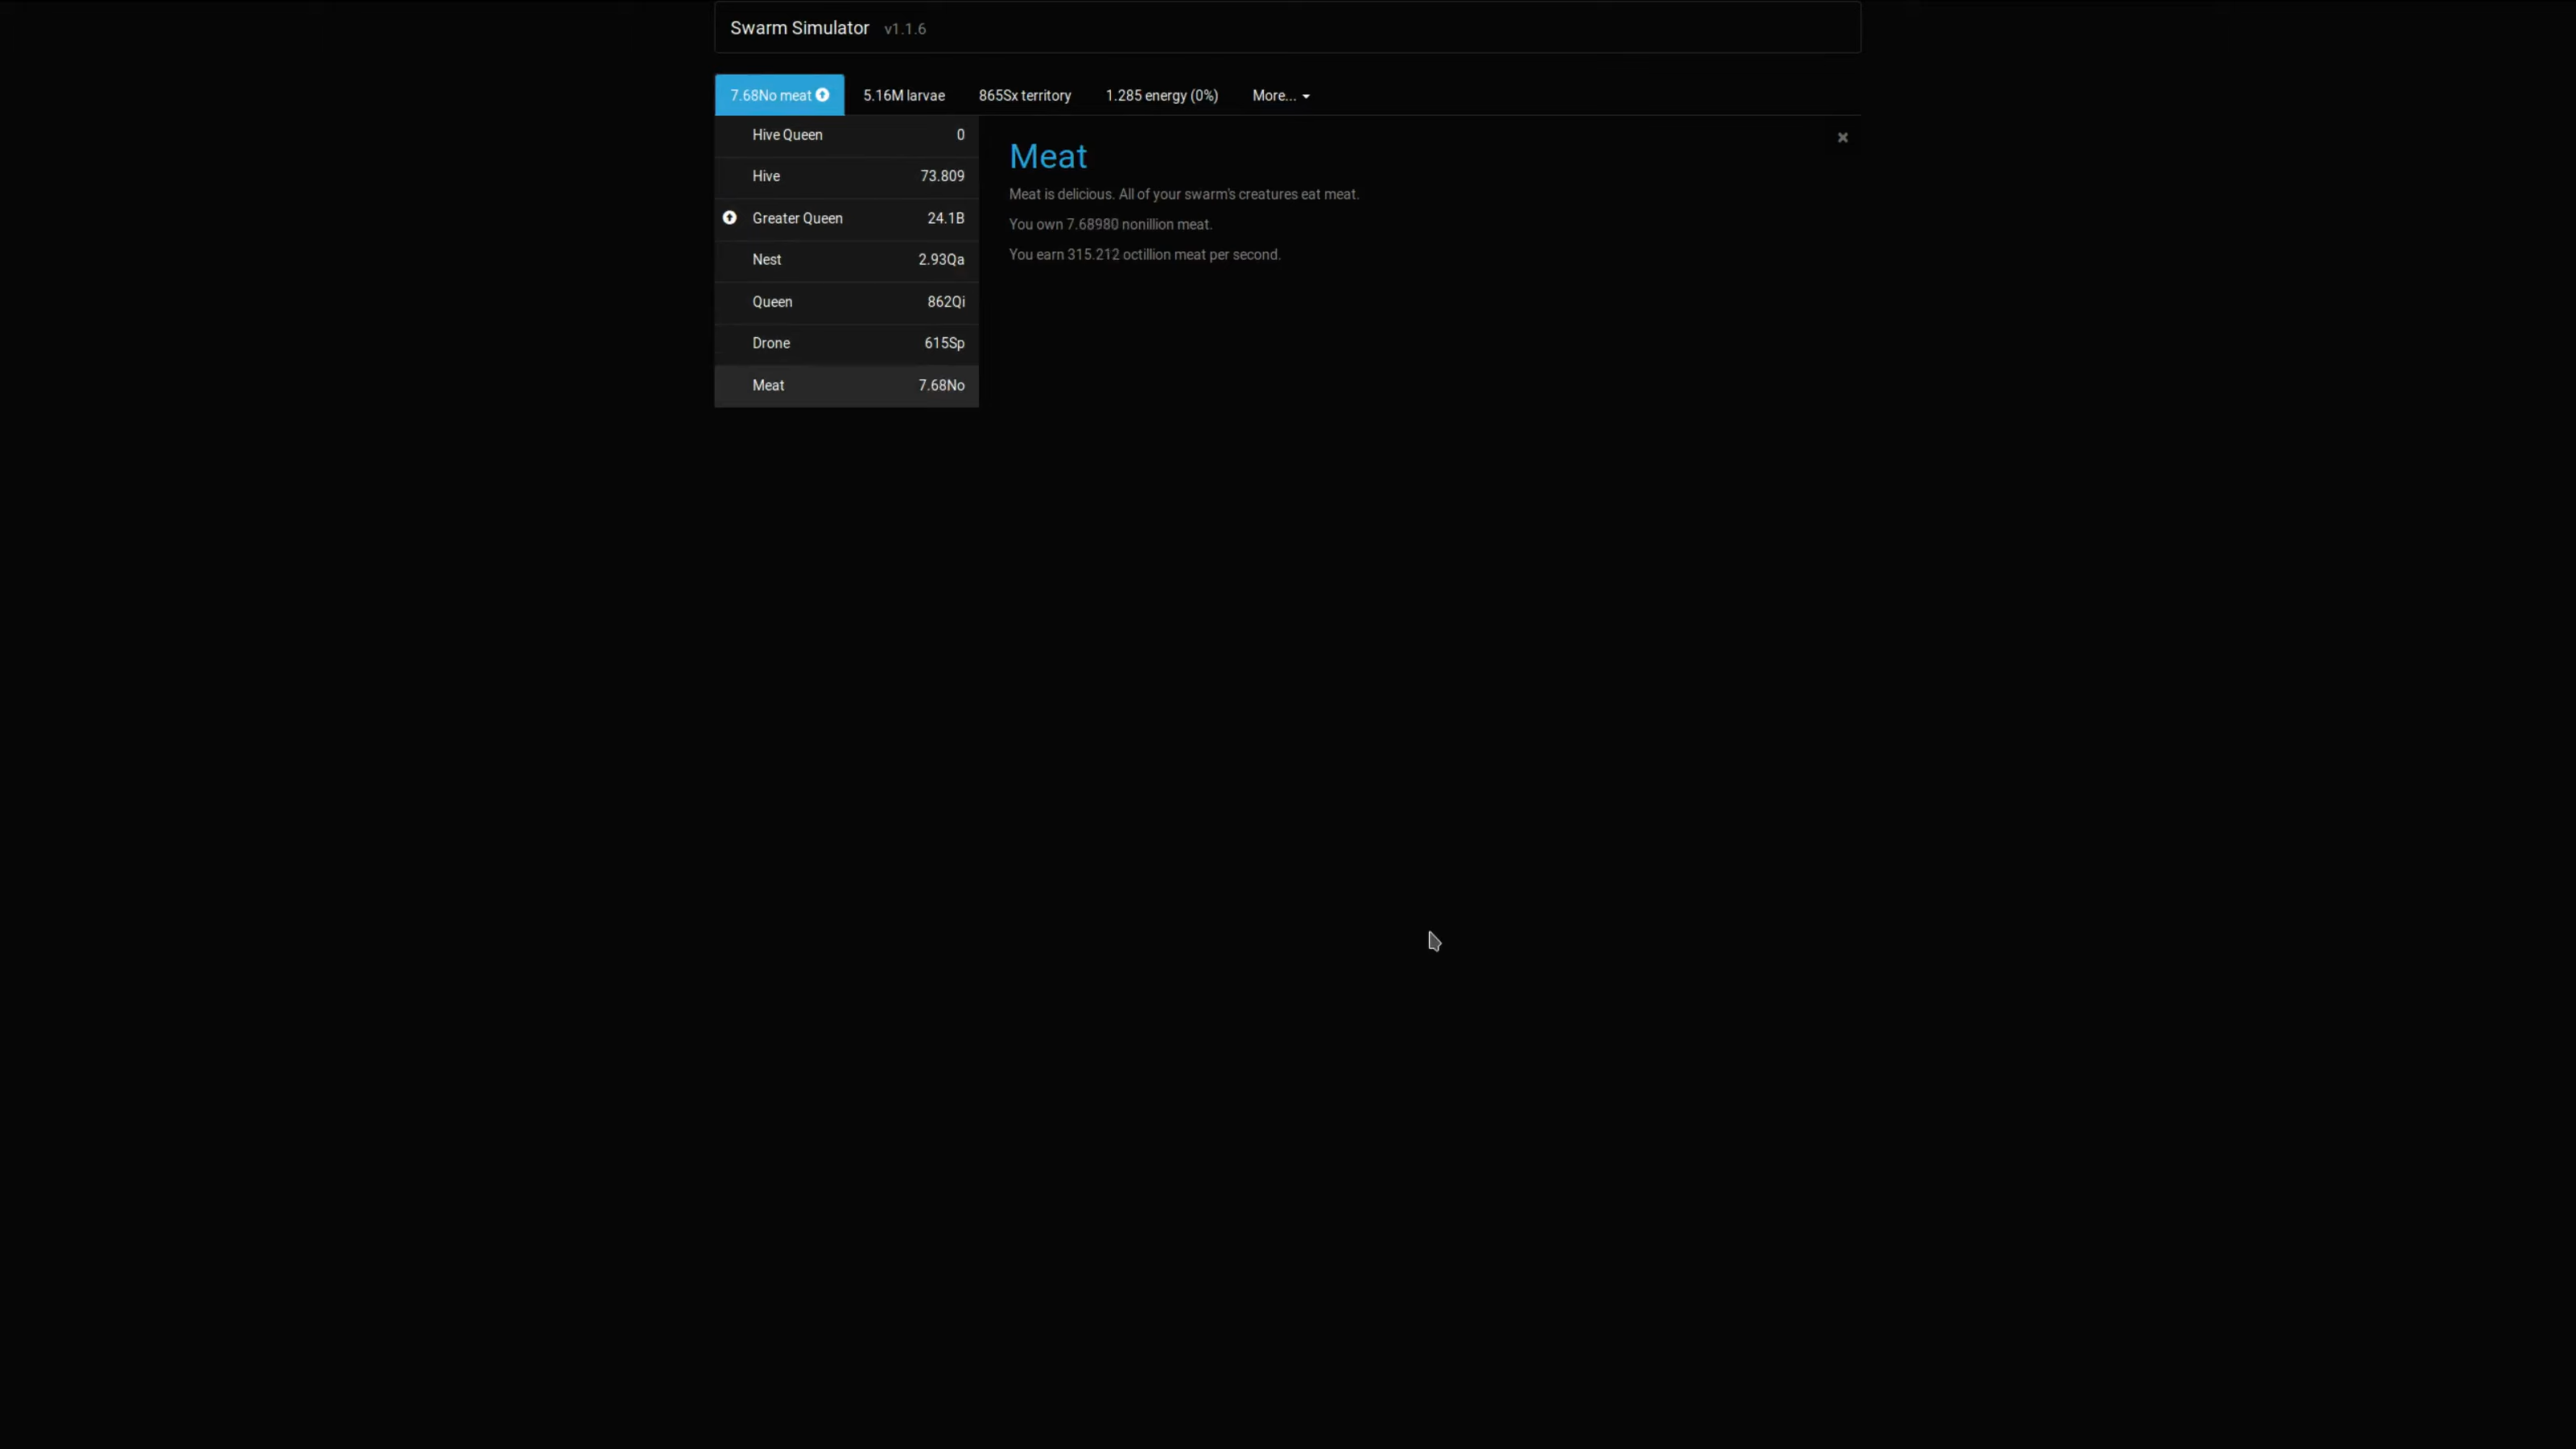 Swarm Simulator v1.1.6
7.68No meat 5.16M larvae 865Sx territory 1.285 energy (0%) More...
Hive Queen 0
Hive 73.809
Greater Queen 24.1B
Nest 2.93Qa
Queen 862Qi
Drone 615Sp
Meat 7.68No
Meat
Meat is delicious. All of your swarm's creatures eat meat.
You own 7.68980 nonillion meat.
You earn 315.212 octillion meat per second.